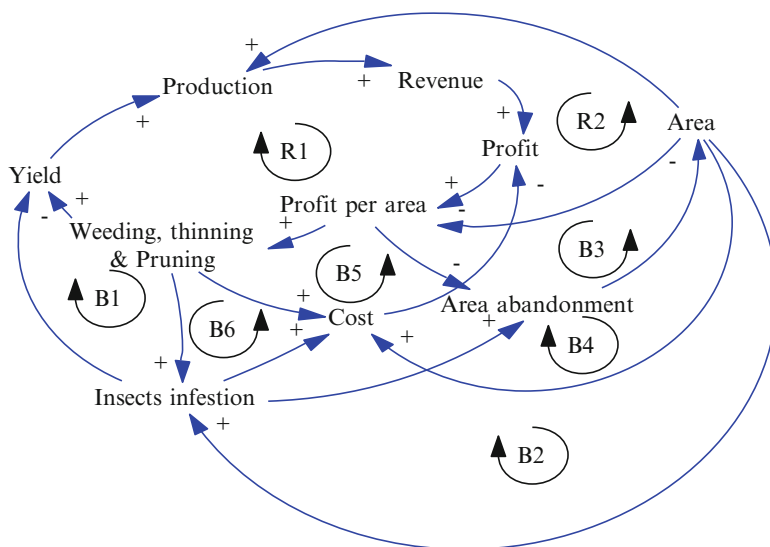 +
+
Production
Revenue
+
+
+
R2
Area
R1
Profit
-
Yield
+
-
+
Profit per area
-
-
Weeding, thinning
& Pruning
+
B3
B5
-
B1
+
Area abandonment
B6
Cost
+
+
+
B4
+
Insects infestion
+
B2